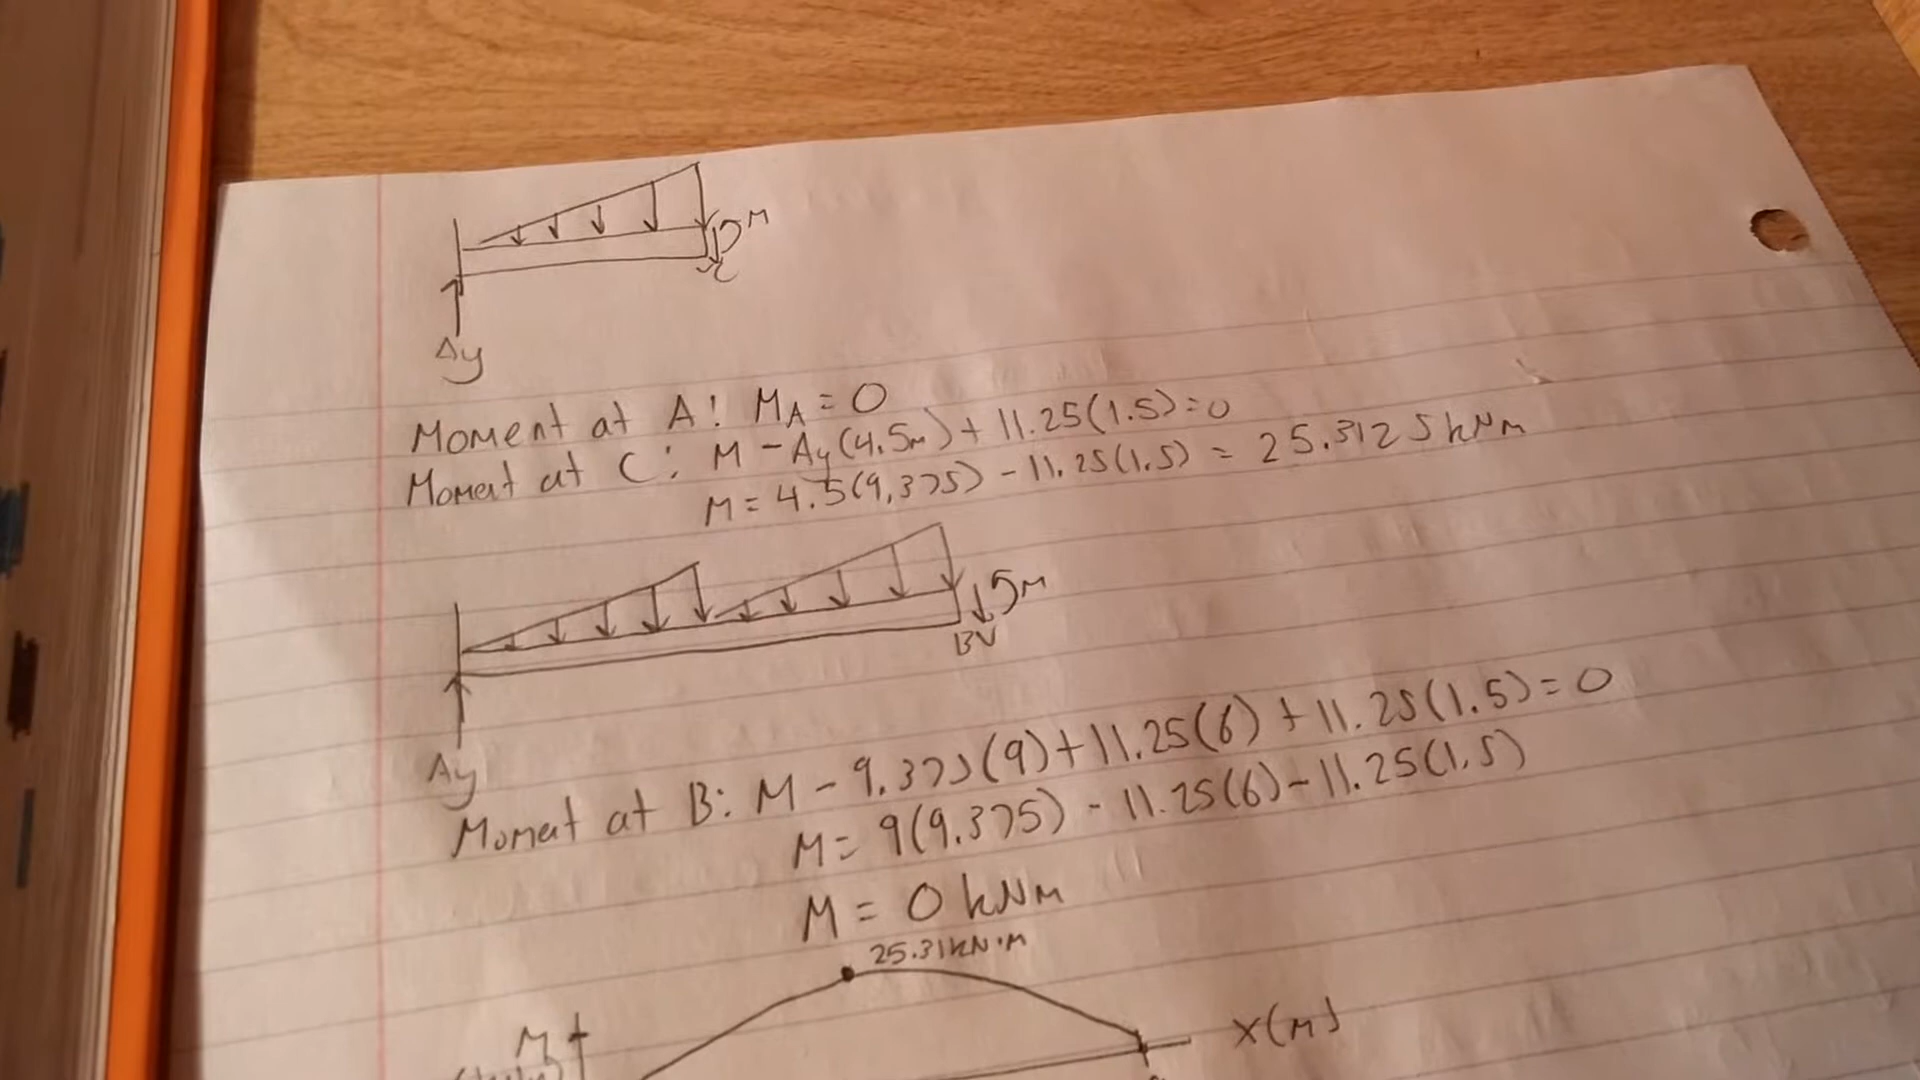 M
Ay
Moment at A: MA = 0
Moment at C: M - Ay(4.5m) + 11.25(1.5) = 0
M = 4.5(9.375) - 11.25(1.5) = 25.3125 kNm
M
BV
Ay
Moment at B: M - 9.375(9) + 11.25(6) + 11.25(1.5) = 0
M = 9(9.375) - 11.25(6) - 11.25(1.5)
M = 0 kNm
25.31 kN·m
M
x(m)